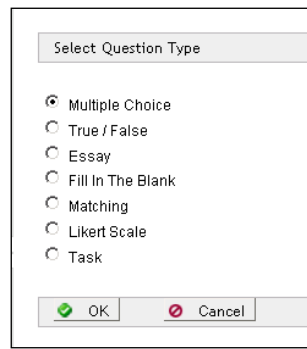 Select Question Type
Multiple Choice
True / False
Essay
Fill In The Blank
Matching
Likert Scale
Task
OK Cancel